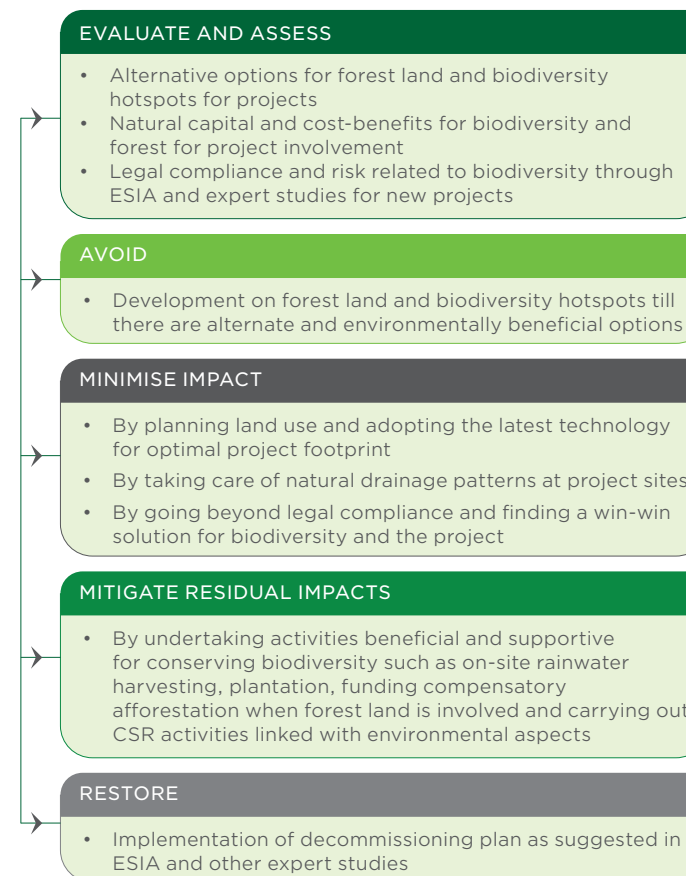 EVALUATE AND ASSESS
• Alternative options for forest land and biodiversity
hotspots for projects
• Natural capital and cost-benefits for biodiversity and
forest for project involvement
• Legal compliance and risk related to biodiversity through
ESIA and expert studies for new projects
AVOID
• Development on forest land and biodiversity hotspots till
there are alternate and environmentally beneficial options
MINIMISE IMPACT
• By planning land use and adopting the latest technology
for optimal project footprint
• By taking care of natural drainage patterns at project sites
• By going beyond legal compliance and finding a win-win
solution for biodiversity and the project
MITIGATE RESIDUAL IMPACTS
• By undertaking activities beneficial and supportive
for conserving biodiversity such as on-site rainwater
harvesting, plantation, funding compensatory
afforestation when forest land is involved and carrying out
CSR activities linked with environmental aspects
RESTORE
• Implementation of decommissioning plan as suggested in
ESIA and other expert studies